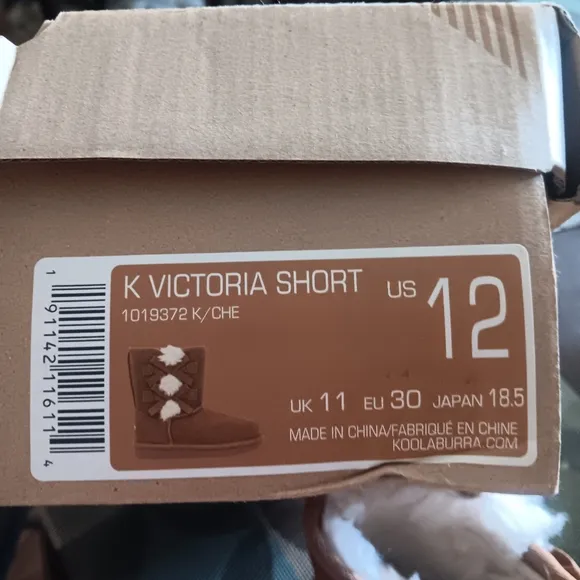 K VICTORIA SHORT
1019372 K/CHE
US 12
UK 11 EU 30 JAPAN 18.5
MADE IN CHINA/FABRIQUÉ EN CHINE
KOOLABURRA.COM
1 91142 11611 4